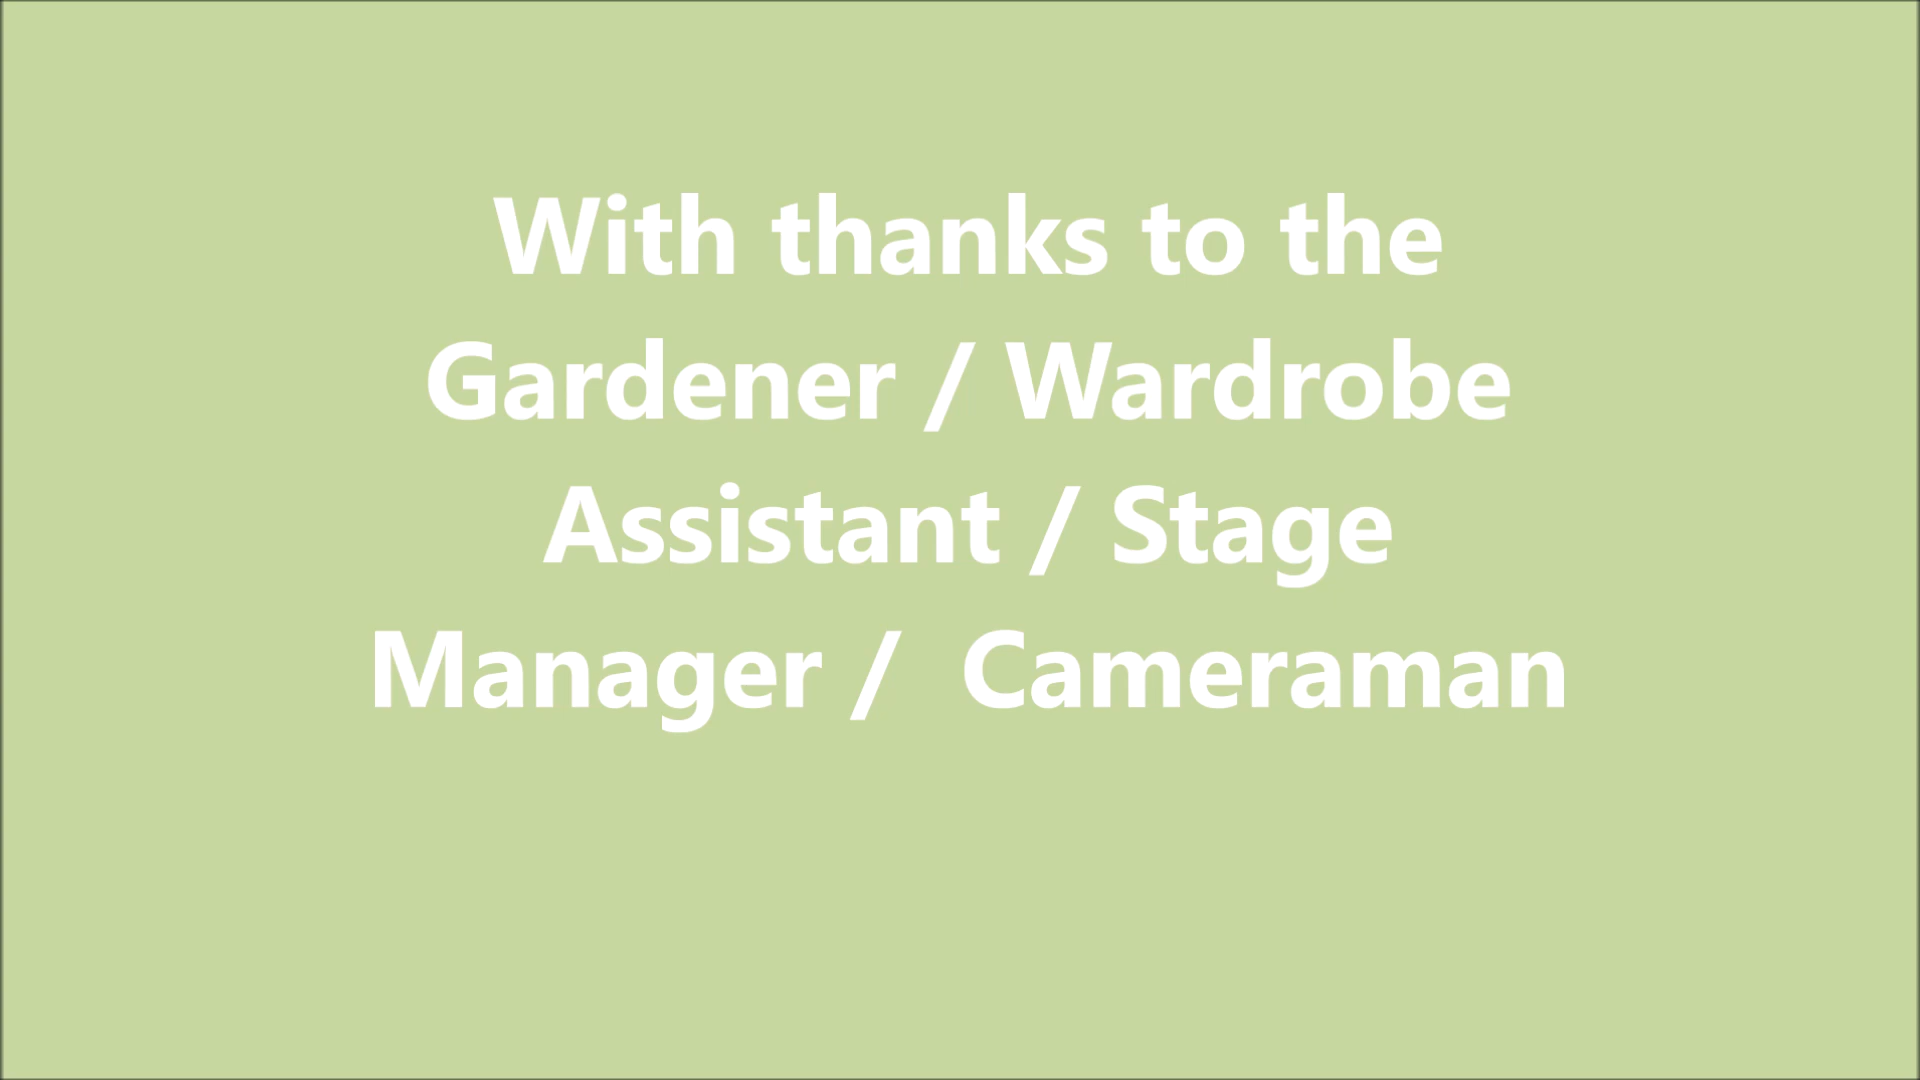 With thanks to the
Gardener / Wardrobe
Assistant / Stage
Manager /  Cameraman